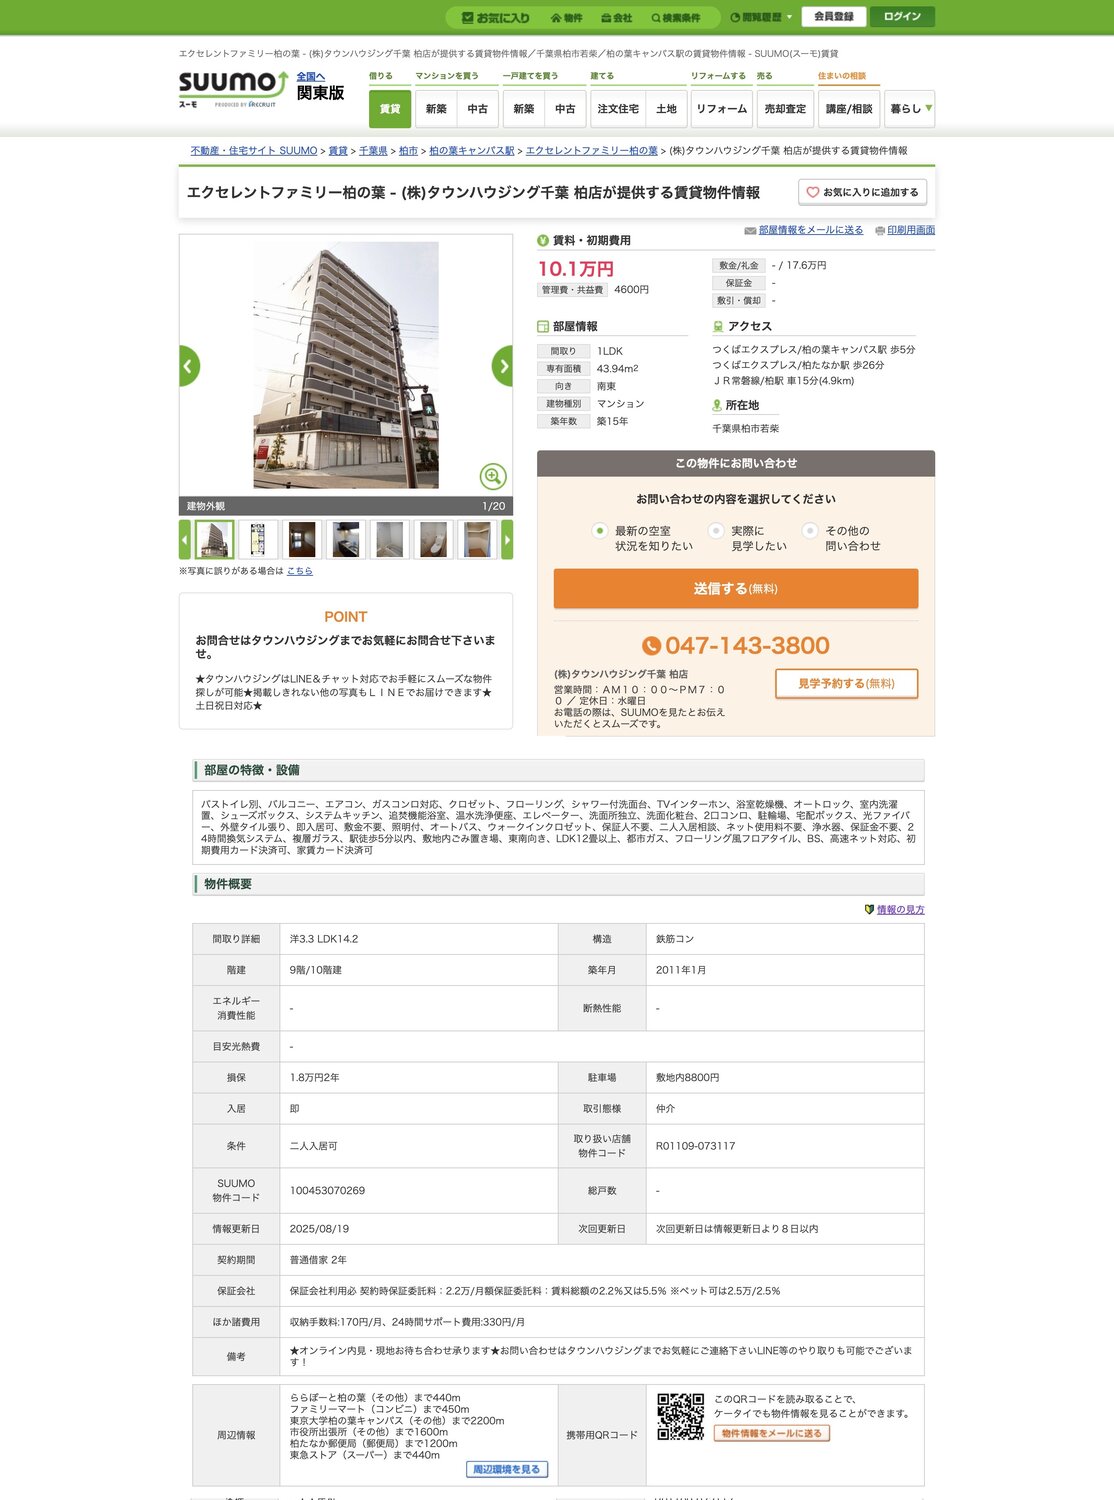 お気に入り 物件 会社 検索条件 閲覧履歴 会員登録 ログイン
エクセレントファミリー柏の葉 - (株)タウンハウジング千葉 柏店が提供する賃貸物件情報／千葉県柏市若柴／柏の葉キャンパス駅の賃貸物件情報 - SUUMO(スーモ)賃貸
SUUMO
スーモ PRODUCED BY RECRUIT
全国へ
関東版
借りる マンションを買う 一戸建てを買う 建てる リフォームする 売る 住まいの相談
賃貸 新築 中古 新築 中古 注文住宅 土地 リフォーム 売却査定 講座/相談 暮らし
不動産・住宅サイト SUUMO > 賃貸 > 千葉県 > 柏市 > 柏の葉キャンパス駅 > エクセレントファミリー柏の葉 > (株)タウンハウジング千葉 柏店が提供する賃貸物件情報
エクセレントファミリー柏の葉 - (株)タウンハウジング千葉 柏店が提供する賃貸物件情報
お気に入りに追加する
部屋情報をメールに送る 印刷用画面
建物外観 1/20
※写真に誤りがある場合は こちら
POINT
お問合せはタウンハウジングまでお気軽にお問合せ下さいま
せ。
★タウンハウジングはLINE＆チャット対応でお手軽にスムーズな物件
探しが可能★掲載しきれない他の写真もＬＩＮＥでお届けできます★
土日祝日対応★
賃料・初期費用
10.1万円
管理費・共益費 4600円
敷金/礼金 - / 17.6万円
保証金 -
敷引・償却 -
部屋情報
間取り 1LDK
専有面積 43.94m2
向き 南東
建物種別 マンション
築年数 築15年
アクセス
つくばエクスプレス/柏の葉キャンパス駅 歩5分
つくばエクスプレス/柏たなか駅 歩26分
ＪＲ常磐線/柏駅 車15分(4.9km)
所在地
千葉県柏市若柴
この物件にお問い合わせ
お問い合わせの内容を選択してください
最新の空室
状況を知りたい
実際に
見学したい
その他の
問い合わせ
送信する(無料)
047-143-3800
(株)タウンハウジング千葉 柏店
営業時間：ＡＭ１０：００～ＰＭ７：０
０ ／ 定休日：水曜日
お電話の際は、SUUMOを見たとお伝え
いただくとスムーズです。
見学予約する(無料)
部屋の特徴・設備
バストイレ別、バルコニー、エアコン、ガスコンロ対応、クロゼット、フローリング、シャワー付洗面台、TVインターホン、浴室乾燥機、オートロック、室内洗濯
置、シューズボックス、システムキッチン、追焚機能浴室、温水洗浄便座、エレベーター、洗面所独立、洗面化粧台、2口コンロ、駐輪場、宅配ボックス、光ファイバ
ー、外壁タイル張り、即入居可、敷金不要、照明付、オートバス、ウォークインクロゼット、保証人不要、二人入居相談、ネット使用料不要、浄水器、保証金不要、2
4時間換気システム、複層ガラス、駅徒歩5分以内、敷地内ごみ置き場、東南向き、LDK12畳以上、都市ガス、フローリング風フロアタイル、BS、高速ネット対応、初
期費用カード決済可、家賃カード決済可
物件概要
情報の見方
間取り詳細 洋3.3 LDK14.2 構造 鉄筋コン
階建 9階/10階建 築年月 2011年1月
エネルギー
消費性能 - 断熱性能 -
目安光熱費 -
損保 1.8万円2年 駐車場 敷地内8800円
入居 即 取引態様 仲介
条件 二人入居可 取り扱い店舗
物件コード R01109-073117
SUUMO
物件コード 100453070269 総戸数 -
情報更新日 2025/08/19 次回更新日 次回更新日は情報更新日より８日以内
契約期間 普通借家 2年
保証会社 保証会社利用必 契約時保証委託料：2.2万/月額保証委託料：賃料総額の2.2%又は5.5% ※ペット可は2.5万/2.5%
ほか諸費用 収納手数料:170円/月、24時間サポート費用:330円/月
備考 ★オンライン内見・現地お待ち合わせ承ります★お問い合わせはタウンハウジングまでお気軽にご連絡下さいLINE等のやり取りも可能でございま
す！
周辺情報
ららぽーと柏の葉（その他）まで440m
ファミリーマート（コンビニ）まで450m
東京大学柏の葉キャンパス（その他）まで2200m
市役所出張所（その他）まで1600m
柏たなか郵便局（郵便局）まで1200m
東急ストア（スーパー）まで440m
周辺環境を見る
携帯用QRコード
このQRコードを読み取ることで、
ケータイでも物件情報を見ることができます。
物件情報をメールに送る